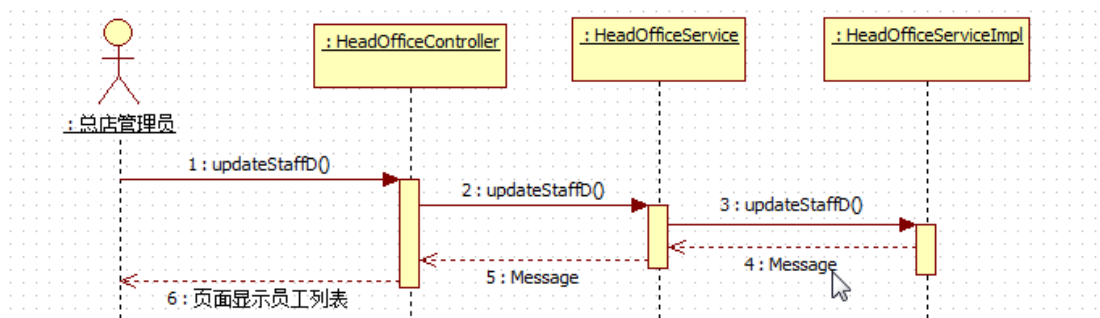 : HeadOfficeController
: HeadOfficeService
: HeadOfficeServiceImpl
: 总店管理员
1 : updateStaffD()
2 : updateStaffD()
3 : updateStaffD()
4 : Message
5 : Message
6 : 页面显示员工列表